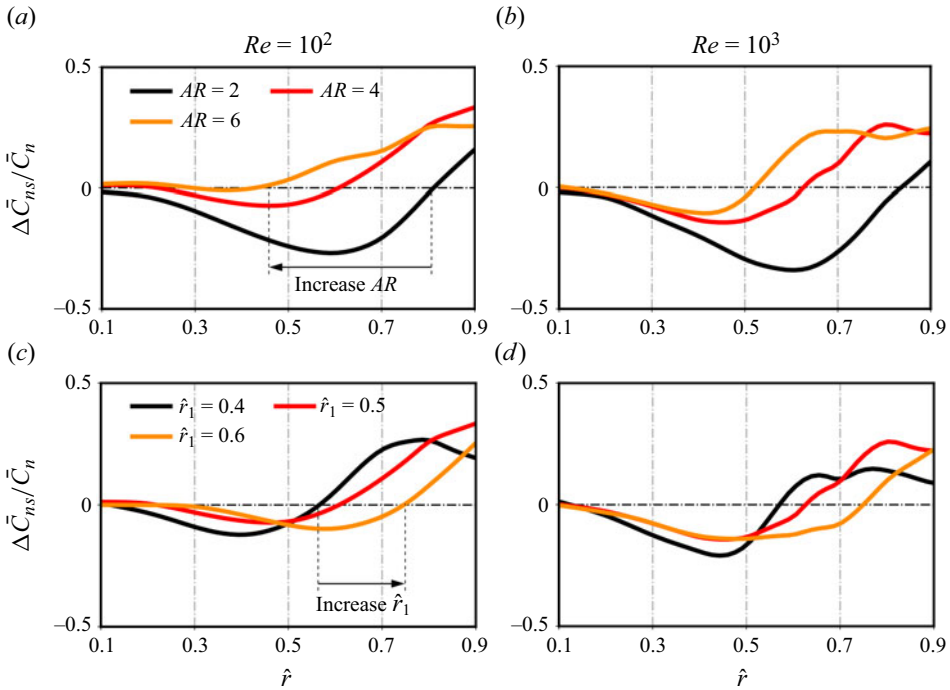 (a) (b)
Re = 10² Re = 10³
0.5 0.5
AR = 2 AR = 4
AR = 6
ΔC̄ₙₛ/C̄ₙ 0 0
Increase AR
–0.5 –0.5
0.1 0.3 0.5 0.7 0.9 0.1 0.3 0.5 0.7 0.9
(c) (d)
0.5 0.5
r̂₁ = 0.4 r̂₁ = 0.5
r̂₁ = 0.6
ΔC̄ₙₛ/C̄ₙ 0 0
Increase r̂₁
–0.5 –0.5
0.1 0.3 0.5 0.7 0.9 0.1 0.3 0.5 0.7 0.9
r̂ r̂